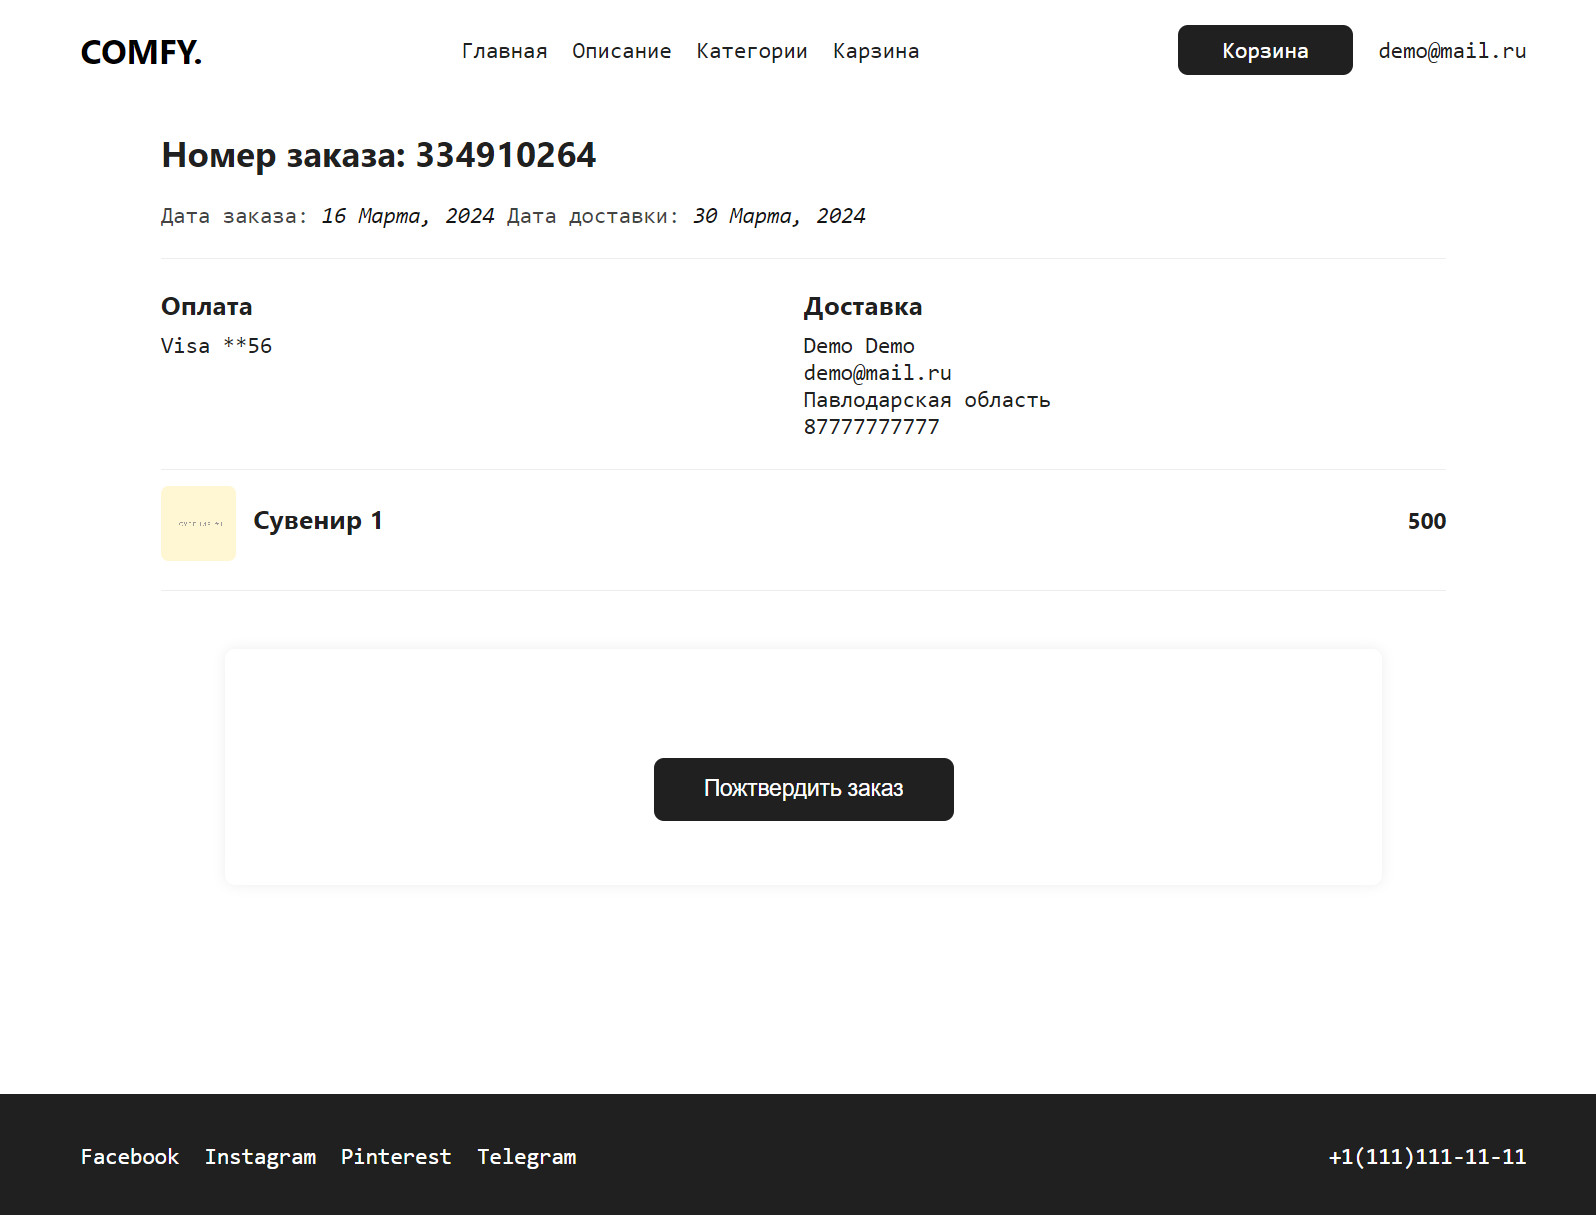 COMFY.
Главная Описание Категории Карзина
Корзина
demo@mail.ru
Номер заказа: 334910264
Дата заказа: 16 Марта, 2024 Дата доставки: 30 Марта, 2024
Оплата
Visa **56
Доставка
Demo Demo
demo@mail.ru
Павлодарская область
87777777777
Сувенир 1
500
Пожтвердить заказ
Facebook Instagram Pinterest Telegram
+1(111)111-11-11